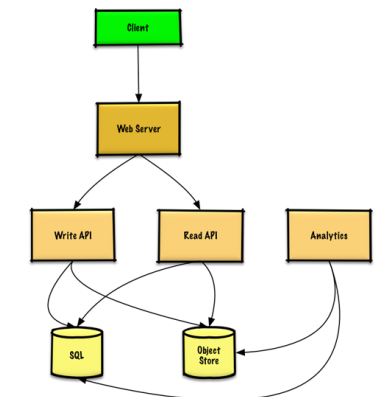 Client
Web Server
Write API
Read API
Analytics
SQL
Object
Store